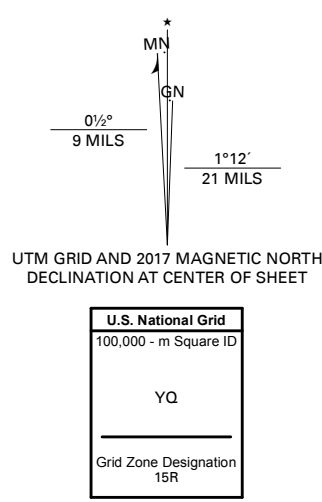 ★
MN
GN
0½°
9 MILS
1°12´
21 MILS
UTM GRID AND 2017 MAGNETIC NORTH
DECLINATION AT CENTER OF SHEET
U.S. National Grid
100,000 - m Square ID
YQ
Grid Zone Designation
15R